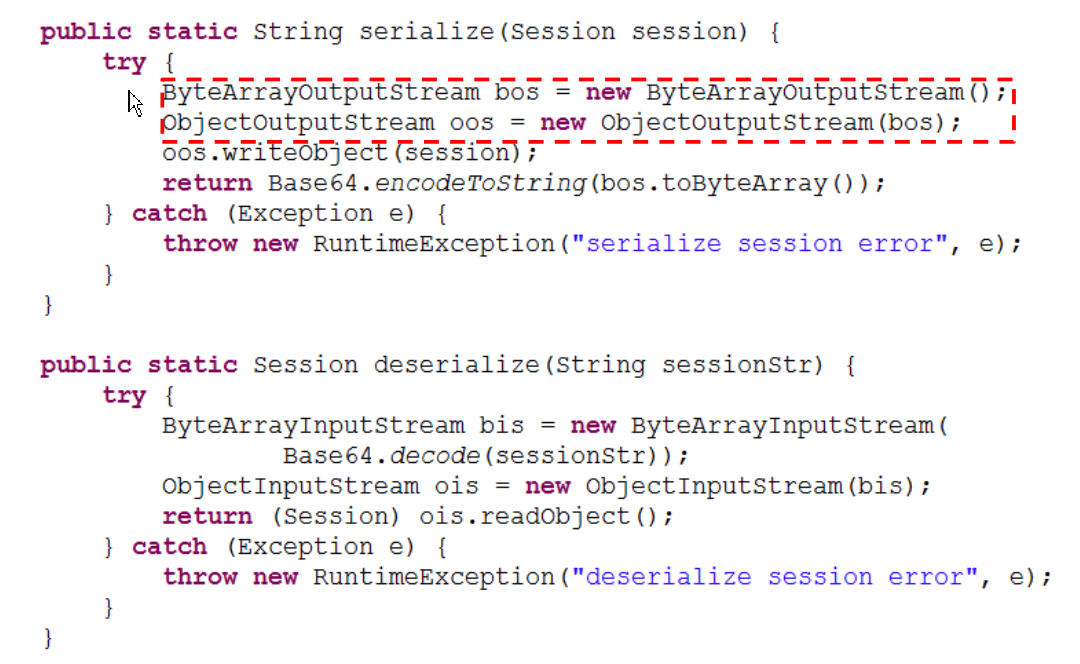 public static String serialize(Session session) {
try {
ByteArrayOutputStream bos = new ByteArrayOutputStream();
ObjectOutputStream oos = new ObjectOutputStream(bos);
oos.writeObject(session);
return Base64.encodeToString(bos.toByteArray());
} catch (Exception e) {
throw new RuntimeException("serialize session error", e);
}
}
public static Session deserialize(String sessionStr) {
try {
ByteArrayInputStream bis = new ByteArrayInputStream(
Base64.decode(sessionStr));
ObjectInputStream ois = new ObjectInputStream(bis);
return (Session) ois.readObject();
} catch (Exception e) {
throw new RuntimeException("deserialize session error", e);
}
}